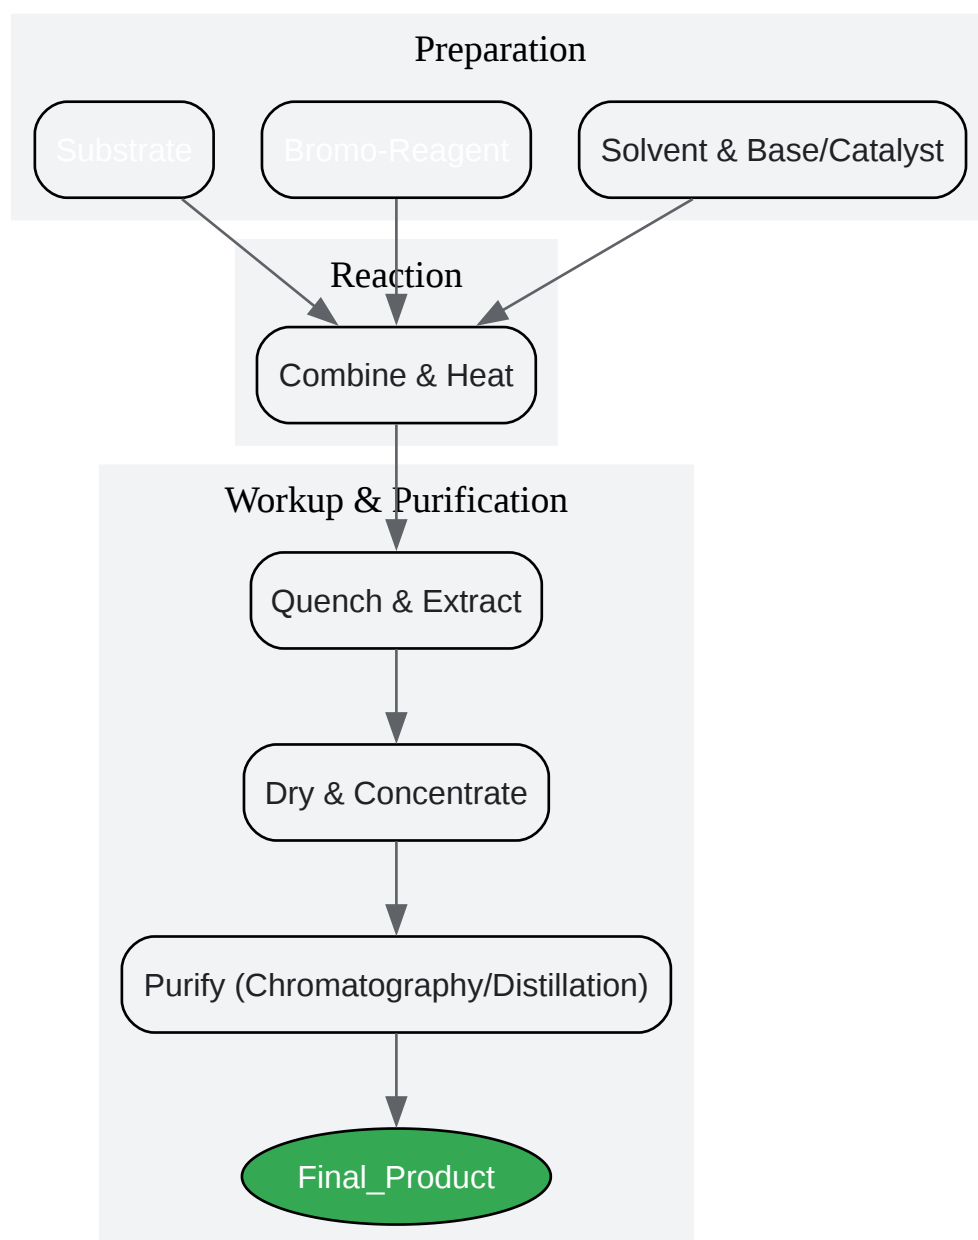 Preparation
Substrate
Bromo-Reagent
Solvent & Base/Catalyst
Reaction
Combine & Heat
Workup & Purification
Quench & Extract
Dry & Concentrate
Purify (Chromatography/Distillation)
Final_Product